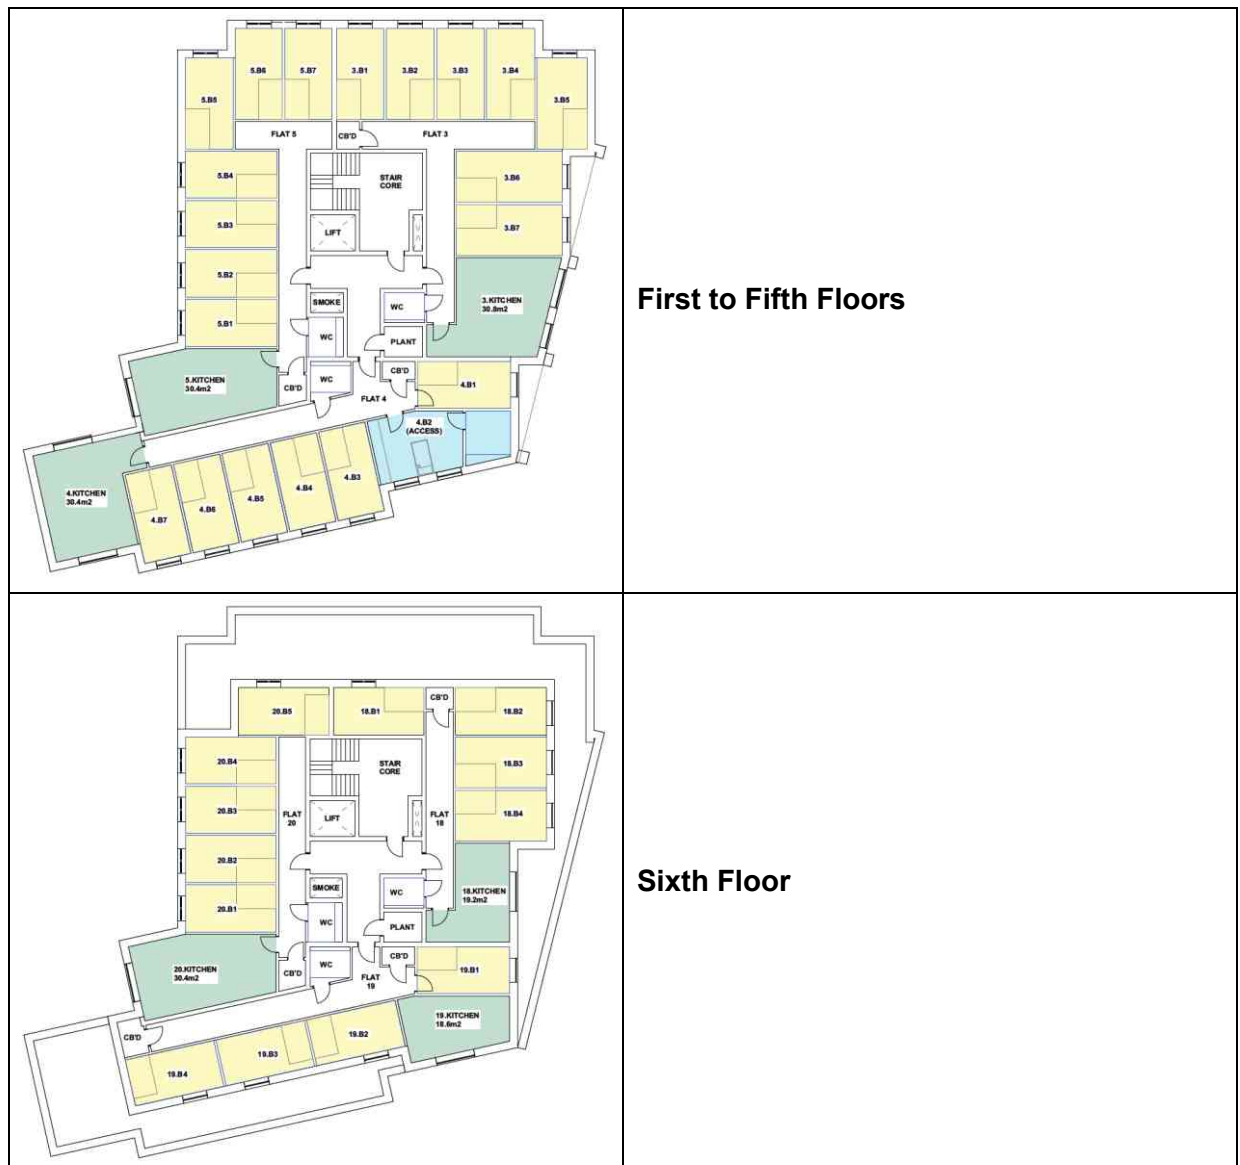 5.B6
5.B7
3.B1
3.B2
3.B3
3.B4
5.B5
3.B5
FLAT 5
CB'D
FLAT 3
5.B4
STAIR
CORE
3.B6
5.B3
LIFT
3.B7
5.B2
SMOKE
WC
3.KITCHEN
30.8m2
5.B1
WC
PLANT
5.KITCHEN
30.4m2
CB'D
WC
CB'D
4.B1
FLAT 4
4.B2
(ACCESS)
4.KITCHEN
30.4m2
4.B7
4.B6
4.B5
4.B4
4.B3
First to Fifth Floors
20.B5
18.B1
CB'D
18.B2
20.B4
STAIR
CORE
18.B3
20.B3
FLAT
20
LIFT
FLAT
18
18.B4
20.B2
SMOKE
WC
18.KITCHEN
19.2m2
20.B1
WC
PLANT
20.KITCHEN
30.4m2
CB'D
WC
CB'D
19.B1
FLAT
19
CB'D
19.B4
19.B3
19.B2
19.KITCHEN
18.6m2
Sixth Floor